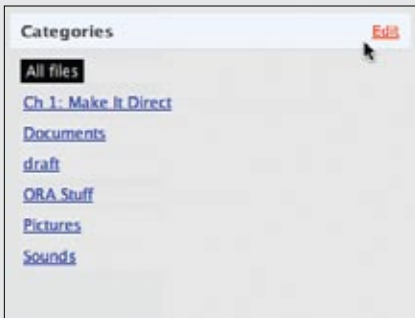 Categories Edit
All files
Ch 1: Make It Direct
Documents
draft
ORA Stuff
Pictures
Sounds